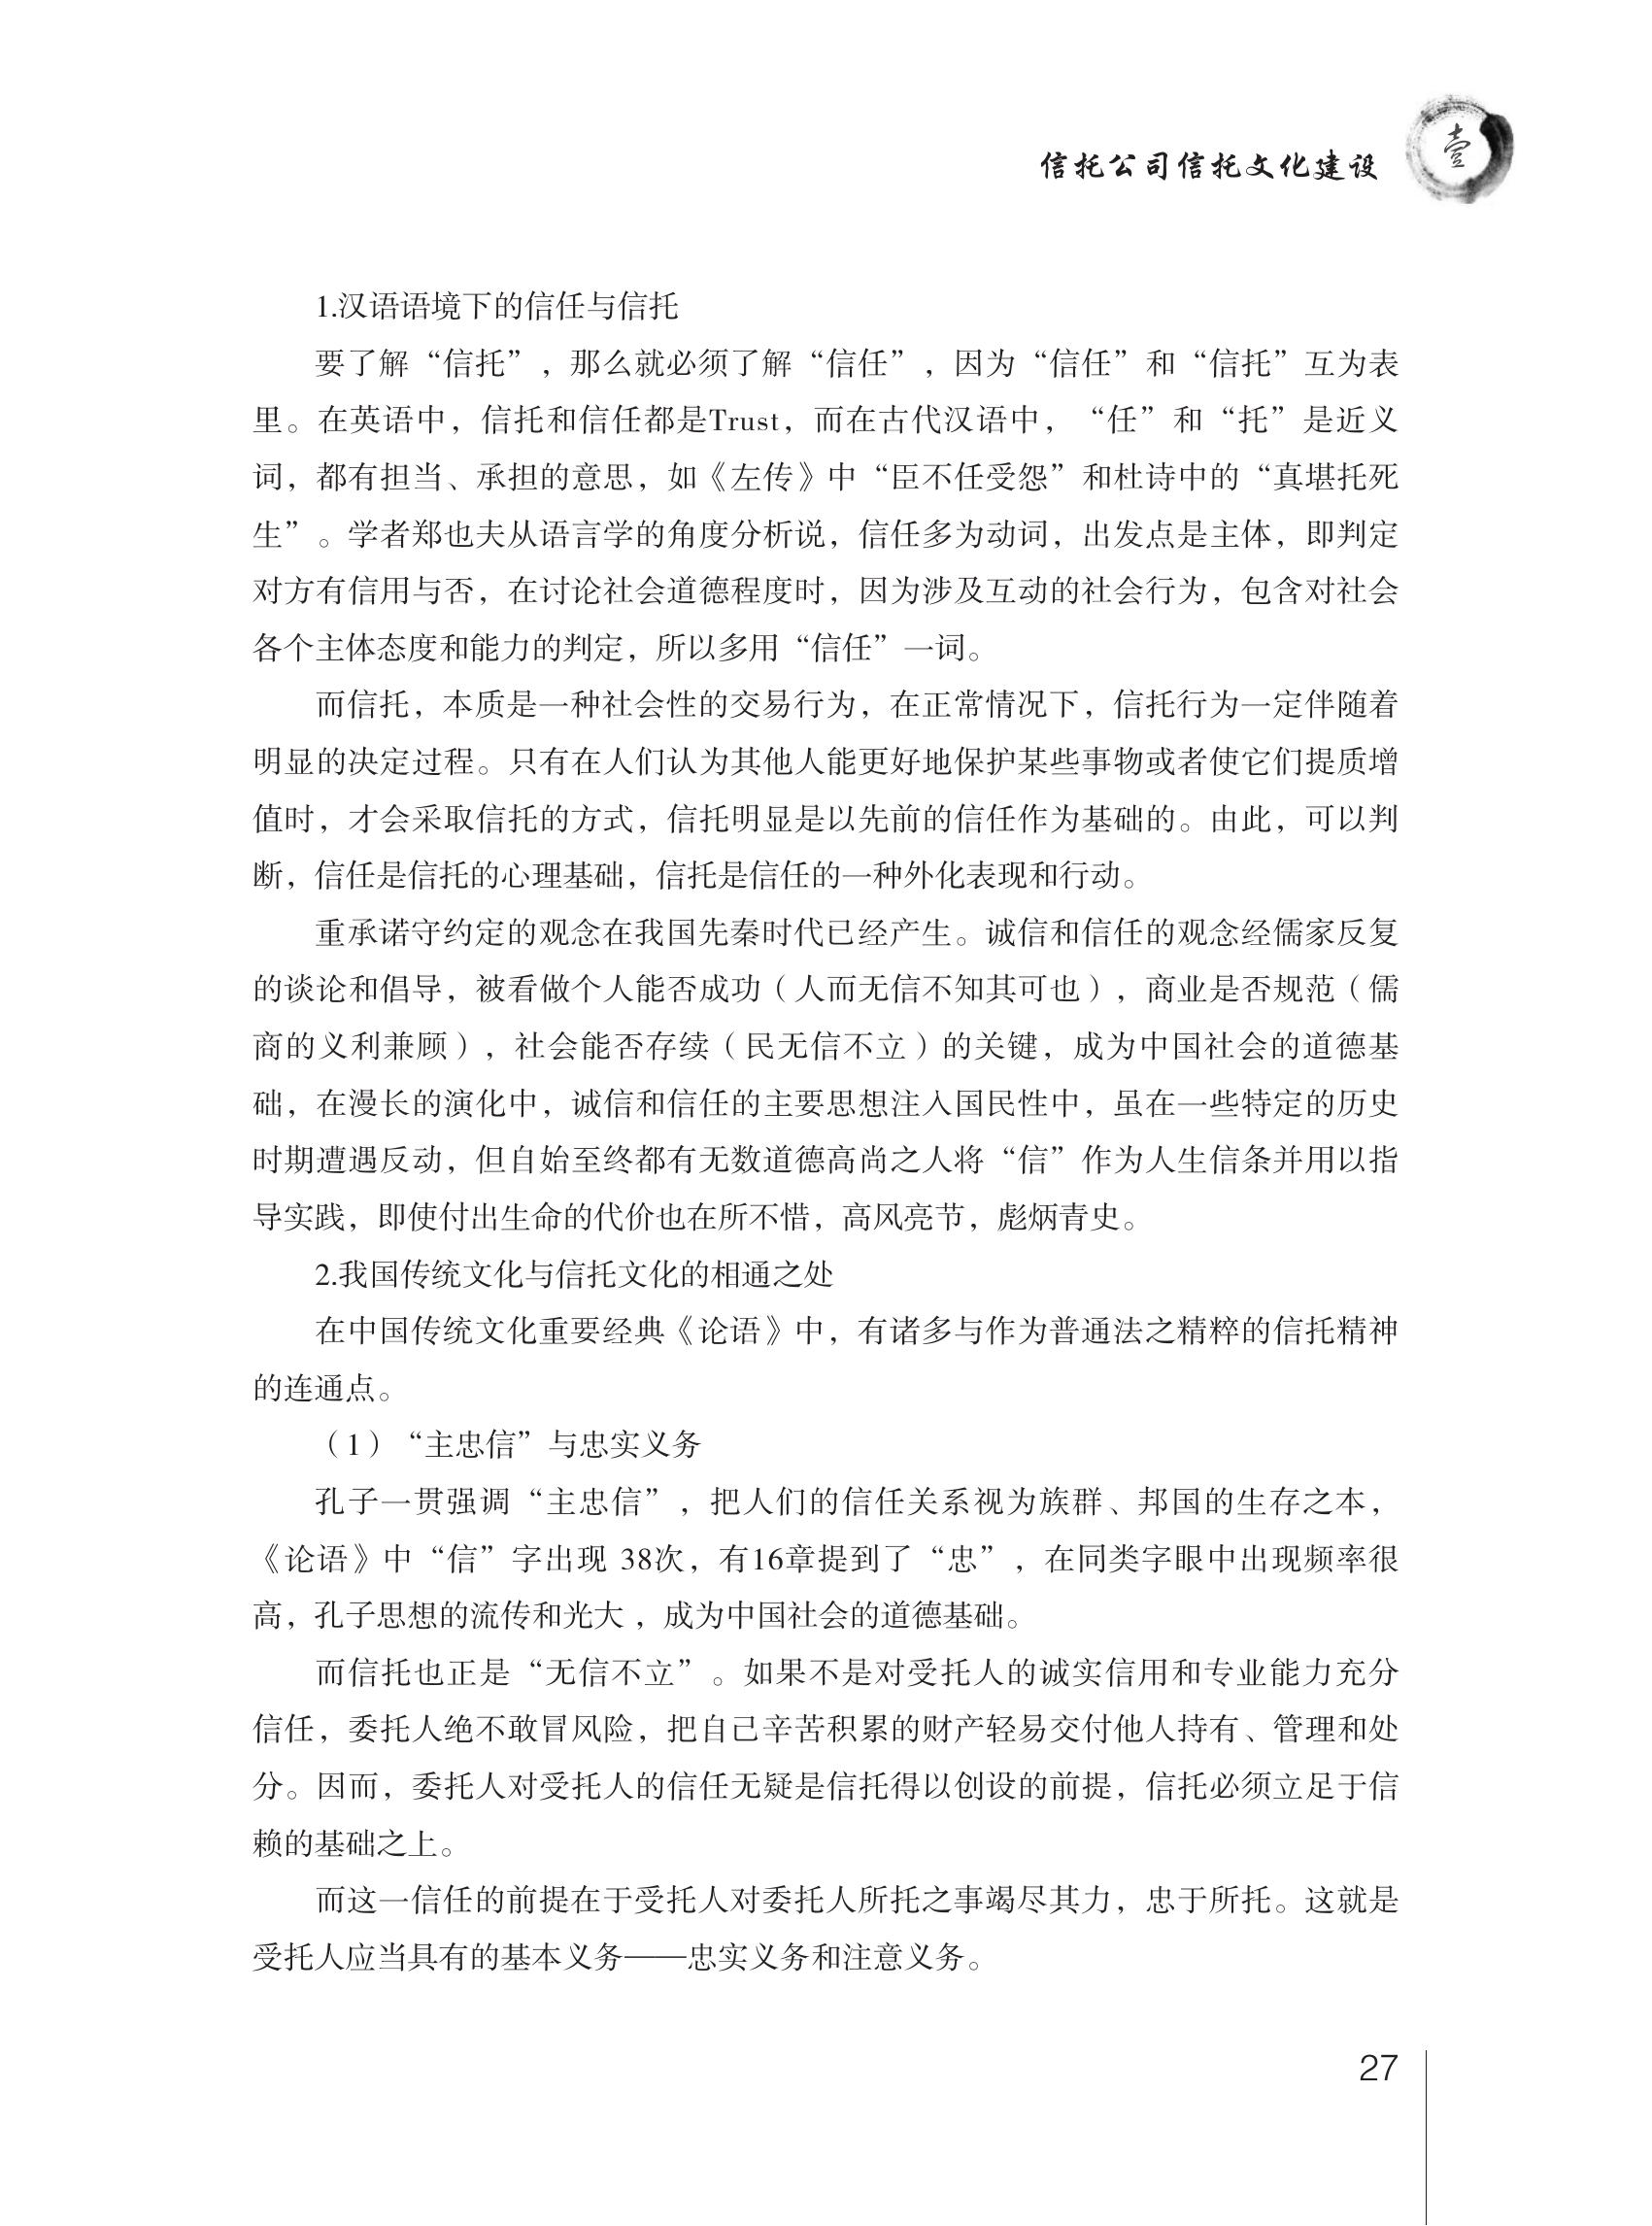 信托公司信托文化建设
壹
1.汉语语境下的信任与信托
要了解“信托”，那么就必须了解“信任”，因为“信任”和“信托”互为表
里。在英语中，信托和信任都是Trust，而在古代汉语中，“任”和“托”是近义
词，都有担当、承担的意思，如《左传》中“臣不任受怨”和杜诗中的“真堪托死
生”。学者郑也夫从语言学的角度分析说，信任多为动词，出发点是主体，即判定
对方有信用与否，在讨论社会道德程度时，因为涉及互动的社会行为，包含对社会
各个主体态度和能力的判定，所以多用“信任”一词。
而信托，本质是一种社会性的交易行为，在正常情况下，信托行为一定伴随着
明显的决定过程。只有在人们认为其他人能更好地保护某些事物或者使它们提质增
值时，才会采取信托的方式，信托明显是以先前的信任作为基础的。由此，可以判
断，信任是信托的心理基础，信托是信任的一种外化表现和行动。
重承诺守约定的观念在我国先秦时代已经产生。诚信和信任的观念经儒家反复
的谈论和倡导，被看做个人能否成功（人而无信不知其可也），商业是否规范（儒
商的义利兼顾），社会能否存续（民无信不立）的关键，成为中国社会的道德基
础，在漫长的演化中，诚信和信任的主要思想注入国民性中，虽在一些特定的历史
时期遭遇反动，但自始至终都有无数道德高尚之人将“信”作为人生信条并用以指
导实践，即使付出生命的代价也在所不惜，高风亮节，彪炳青史。
2.我国传统文化与信托文化的相通之处
在中国传统文化重要经典《论语》中，有诸多与作为普通法之精粹的信托精神
的连通点。
（1）“主忠信”与忠实义务
孔子一贯强调“主忠信”，把人们的信任关系视为族群、邦国的生存之本，
《论语》中“信”字出现 38次，有16章提到了“忠”，在同类字眼中出现频率很
高，孔子思想的流传和光大 ，成为中国社会的道德基础。
而信托也正是“无信不立”。如果不是对受托人的诚实信用和专业能力充分
信任，委托人绝不敢冒风险，把自己辛苦积累的财产轻易交付他人持有、管理和处
分。因而，委托人对受托人的信任无疑是信托得以创设的前提，信托必须立足于信
赖的基础之上。
而这一信任的前提在于受托人对委托人所托之事竭尽其力，忠于所托。这就是
受托人应当具有的基本义务——忠实义务和注意义务。
27